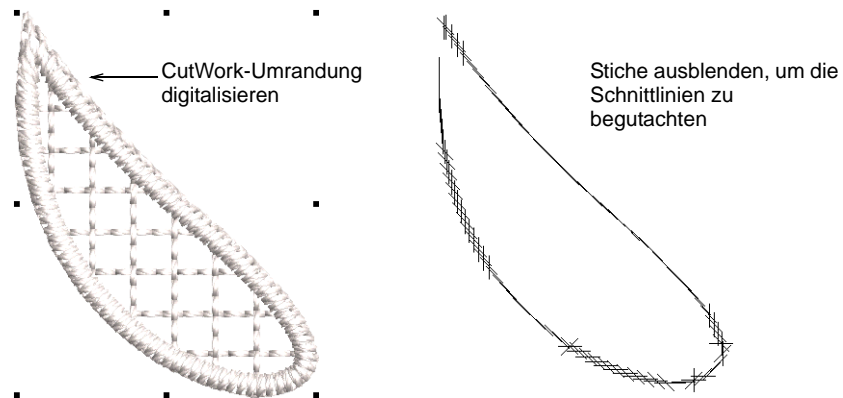 CutWork-Umrandung
digitalisieren
Stiche ausblenden, um die
Schnittlinien zu
begutachten